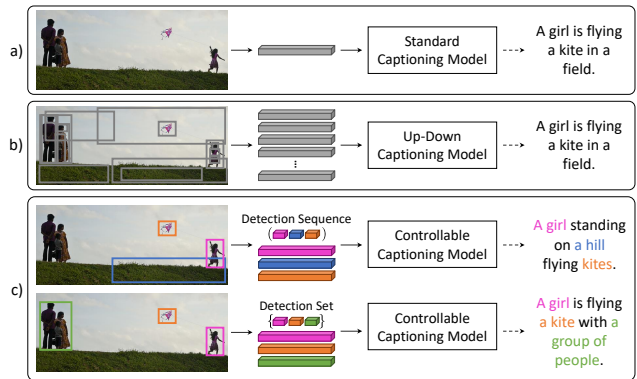 a)
Standard
Captioning Model
A girl is flying
a kite in a
field.
b)
⋮
Up-Down
Captioning Model
A girl is flying
a kite in a
field.
c)
Detection Sequence
( )
Controllable
Captioning Model
A girl standing
on a hill
flying kites.
Detection Set
{ }
Controllable
Captioning Model
A girl is flying
a kite with a
group of
people.